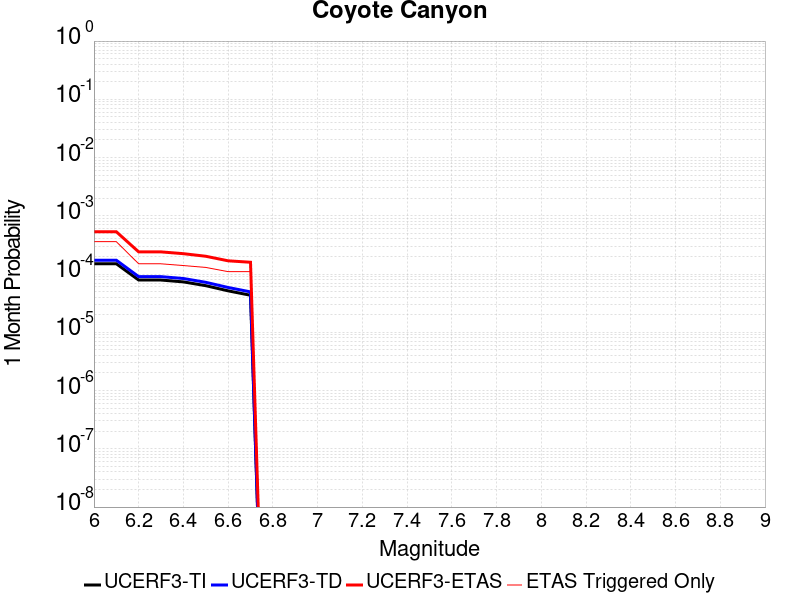 Coyote Canyon
10^0
10^-1
10^-2
10^-3
10^-4
10^-5
10^-6
10^-7
10^-8
1 Month Probability
6 6.2 6.4 6.6 6.8 7 7.2 7.4 7.6 7.8 8 8.2 8.4 8.6 8.8 9
Magnitude
UCERF3-TI UCERF3-TD UCERF3-ETAS ETAS Triggered Only